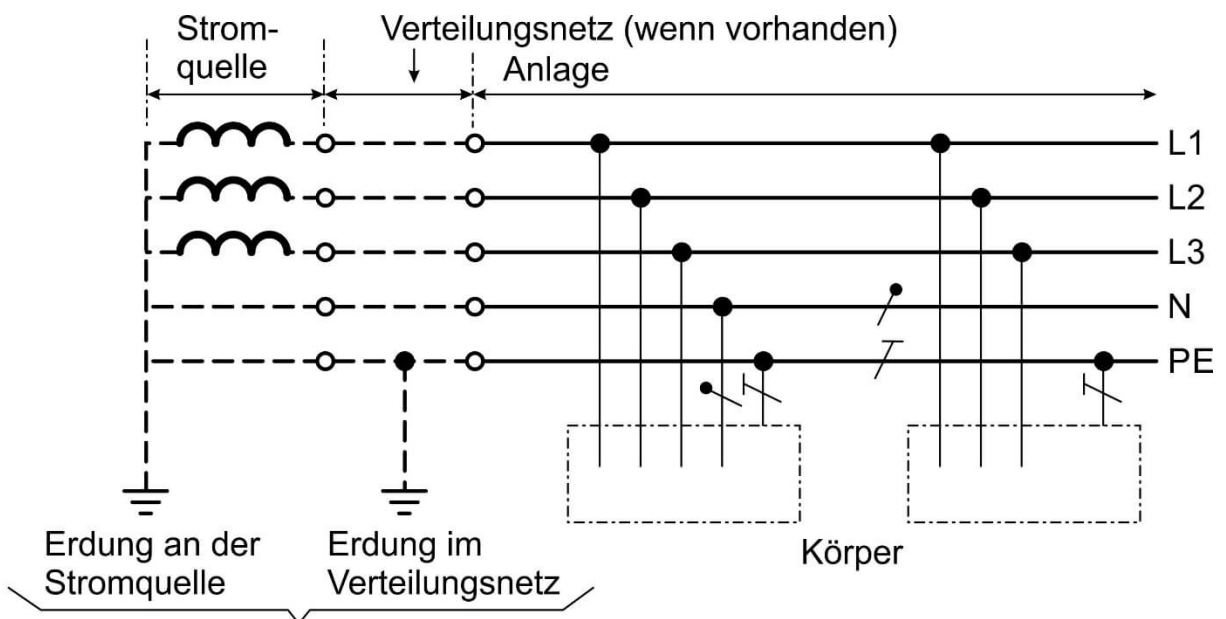 Strom-
quelle
Verteilungsnetz (wenn vorhanden)
Anlage
L1
L2
L3
N
PE
Körper
Erdung an der
Stromquelle
Erdung im
Verteilungsnetz